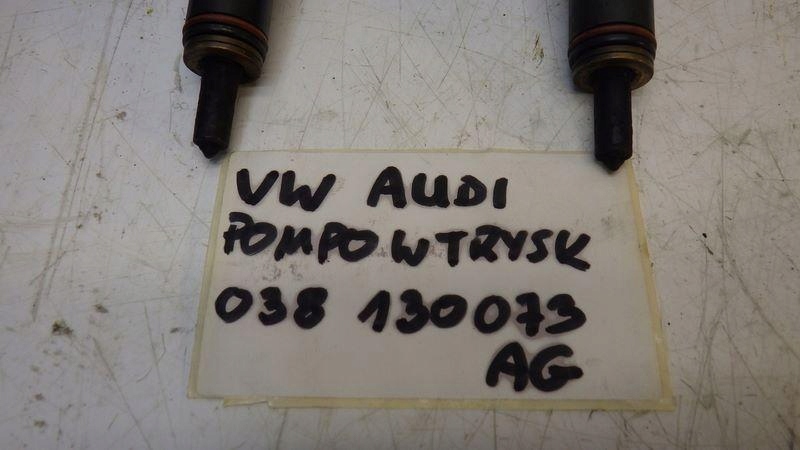 VW AUDI
POMPOWTRYSK
038 130073
AG